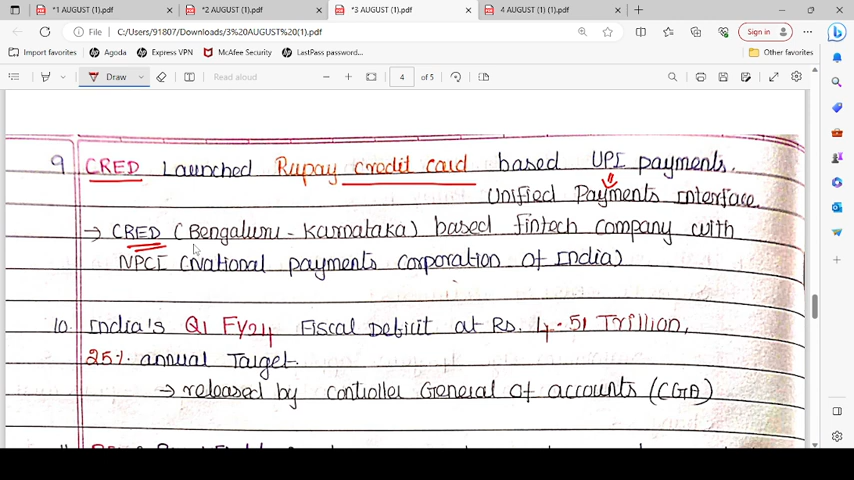 *1 AUGUST (1).pdf
*2 AUGUST (1).pdf
*3 AUGUST (1).pdf
4 AUGUST (1).pdf
Sign in
File
C:/Users/91807/Downloads/3%20AUGUST%20(1).pdf
Import favorites
Agoda
Express VPN
McAfee Security
LastPass password...
Other favorites
Draw
Read aloud
4
of 5
9 CRED Launched Rupay credit card based UPI payments.
Unified Payments Interface.
→ CRED (Bengaluru - Karnataka) based fintech company with
NPCI (National payments corporation of India)
10. India's Q1 FY24 Fiscal Deficit at Rs. 4.51 Trillion,
25% annual Target.
→ released by controller General of accounts (CGA)